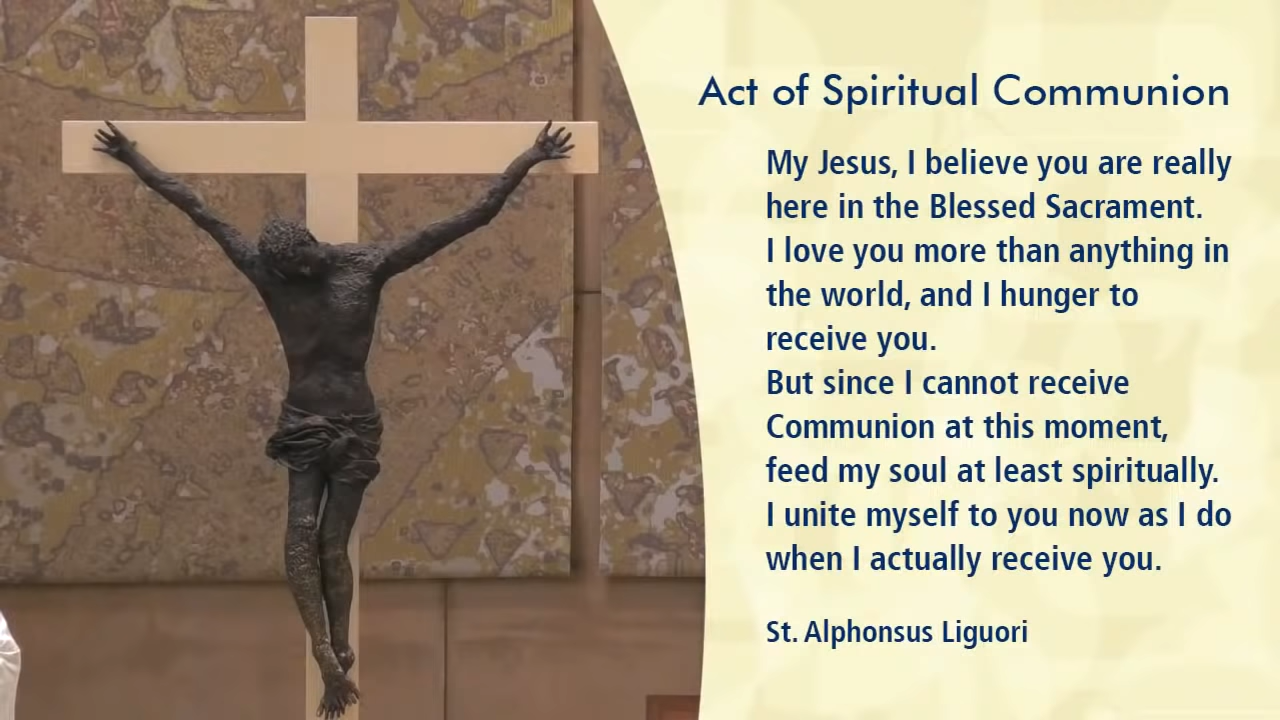 Act of Spiritual Communion
My Jesus, I believe you are really
here in the Blessed Sacrament.
I love you more than anything in
the world, and I hunger to
receive you.
But since I cannot receive
Communion at this moment,
feed my soul at least spiritually.
I unite myself to you now as I do
when I actually receive you.
St. Alphonsus Liguori